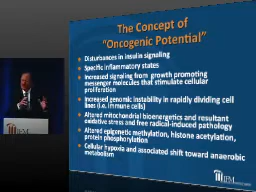 The Concept of
"Oncogenic Potential"
Disturbances in insulin signaling
Specific inflammatory states
Increased signaling from growth promoting
messenger molecules that stimulate cellular
proliferation
Increased genomic instability in rapidly dividing cell
lines (i.e. immune cells)
Altered mitochondrial bioenergetics and resultant
oxidative stress and free radical-induced pathology
Altered epigenetic methylation, histone acetylation,
protein phosphorylation
Cellular hypoxia and associated shift toward anaerobic
metabolism
IFM